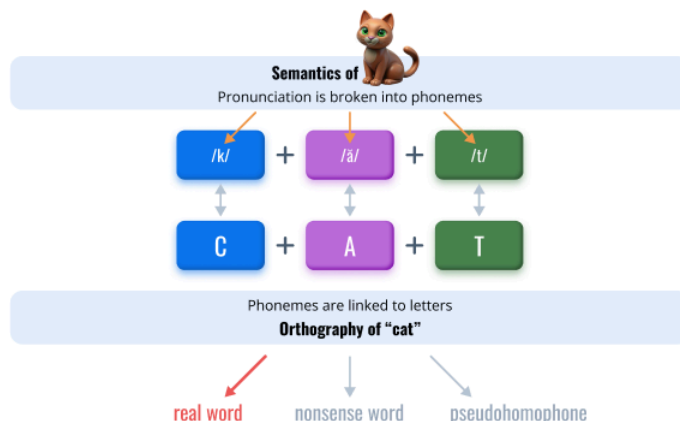 Semantics of
Pronunciation is broken into phonemes
/k/ + /ä/ + /t/
C + A + T
Phonemes are linked to letters
Orthography of “cat”
real word nonsense word pseudohomophone